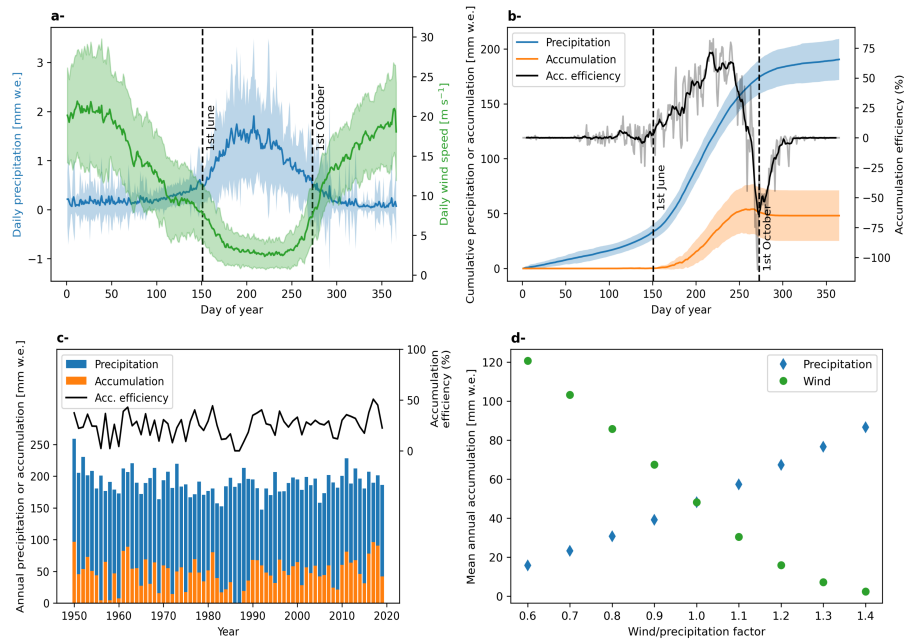 a-
Daily precipitation [mm w.e.]
3
2
1
0
−1
1st June
1st October
30
25
20
15
10
5
0
Daily wind speed [m s⁻¹]
0 50 100 150 200 250 300 350
Day of year
b-
Cumulative precipitation or accumulation [mm w.e.]
200
150
100
50
0
Precipitation
Accumulation
Acc. efficiency
1st June
1st October
75
50
25
0
−25
−50
−75
−100
Accumulation efficiency (%)
0 50 100 150 200 250 300 350
Day of year
c-
Annual precipitation or accumulation [mm w.e.]
250
200
150
100
50
0
Precipitation
Accumulation
Acc. efficiency
100
50
0
Accumulation
efficiency (%)
1950 1960 1970 1980 1990 2000 2010 2020
Year
d-
Mean annual accumulation [mm w.e.]
120
100
80
60
40
20
0
Precipitation
Wind
0.6 0.7 0.8 0.9 1.0 1.1 1.2 1.3 1.4
Wind/precipitation factor